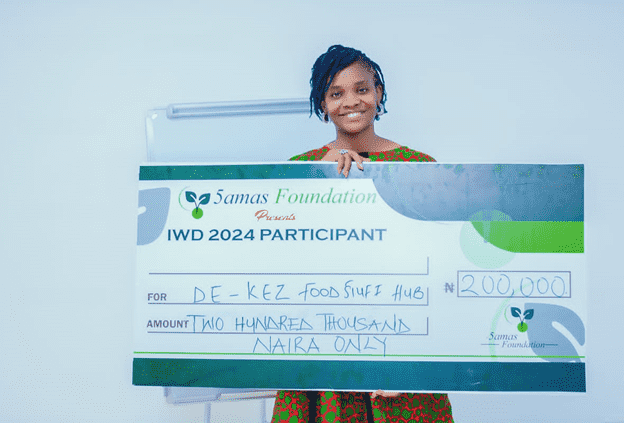 5amas Foundation
Presents
IWD 2024 PARTICIPANT
FOR DE-KEZ FOODSTUFF HUB
₦ 200,000
AMOUNT TWO HUNDRED THOUSAND
NAIRA ONLY
5amas
Foundation